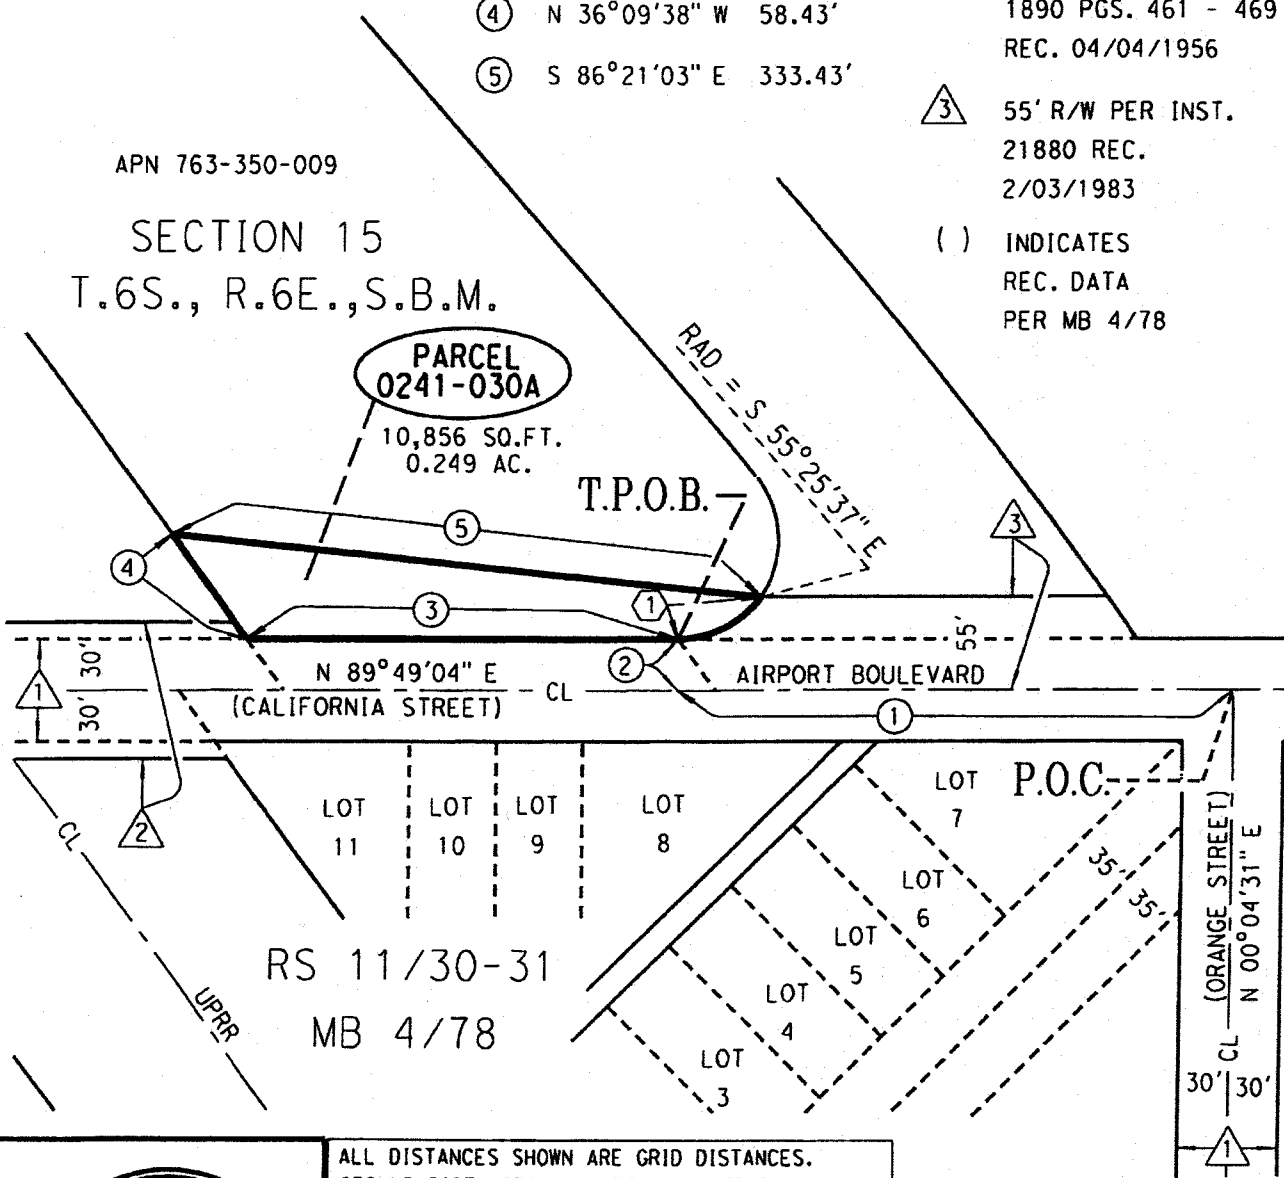 4 N 36°09'38" W 58.43'
5 S 86°21'03" E 333.43'
1890 PGS. 461 - 469
REC. 04/04/1956
3 55' R/W PER INST.
21880 REC.
2/03/1983
( ) INDICATES
REC. DATA
PER MB 4/78
APN 763-350-009
SECTION 15
T.6S., R.6E.,S.B.M.
PARCEL
0241-030A
10,856 SQ.FT.
0.249 AC.
RAD = S 55°25'37" E
T.P.O.B.
5
3
4
1
3
2
55'
1
30' 30'
N 89°49'04" E
(CALIFORNIA STREET)
CL
AIRPORT BOULEVARD
1
2
CL
UPRR
LOT
11
LOT
10
LOT
9
LOT
8
LOT
7
LOT
6
LOT
5
LOT
4
LOT
3
P.O.C.
35' 35'
(ORANGE STREET)
N 00°04'31" E
CL
30' 30'
1
RS 11/30-31
MB 4/78
ALL DISTANCES SHOWN ARE GRID DISTANCES.